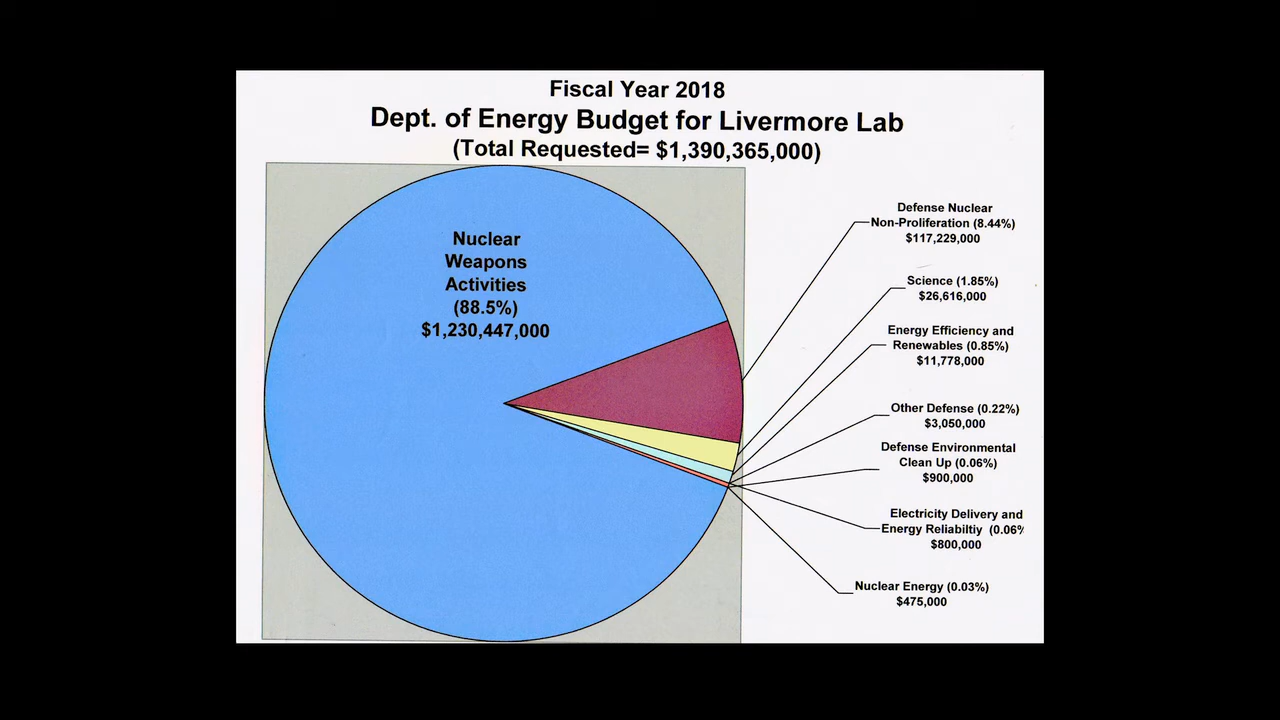 Fiscal Year 2018
Dept. of Energy Budget for Livermore Lab
(Total Requested= $1,390,365,000)
Nuclear
Weapons
Activities
(88.5%)
$1,230,447,000
Defense Nuclear
Non-Proliferation (8.44%)
$117,229,000
Science (1.85%)
$26,616,000
Energy Efficiency and
Renewables (0.85%)
$11,778,000
Other Defense (0.22%)
$3,050,000
Defense Environmental
Clean Up (0.06%)
$900,000
Electricity Delivery and
Energy Reliabiltiy (0.06%
$800,000
Nuclear Energy (0.03%)
$475,000